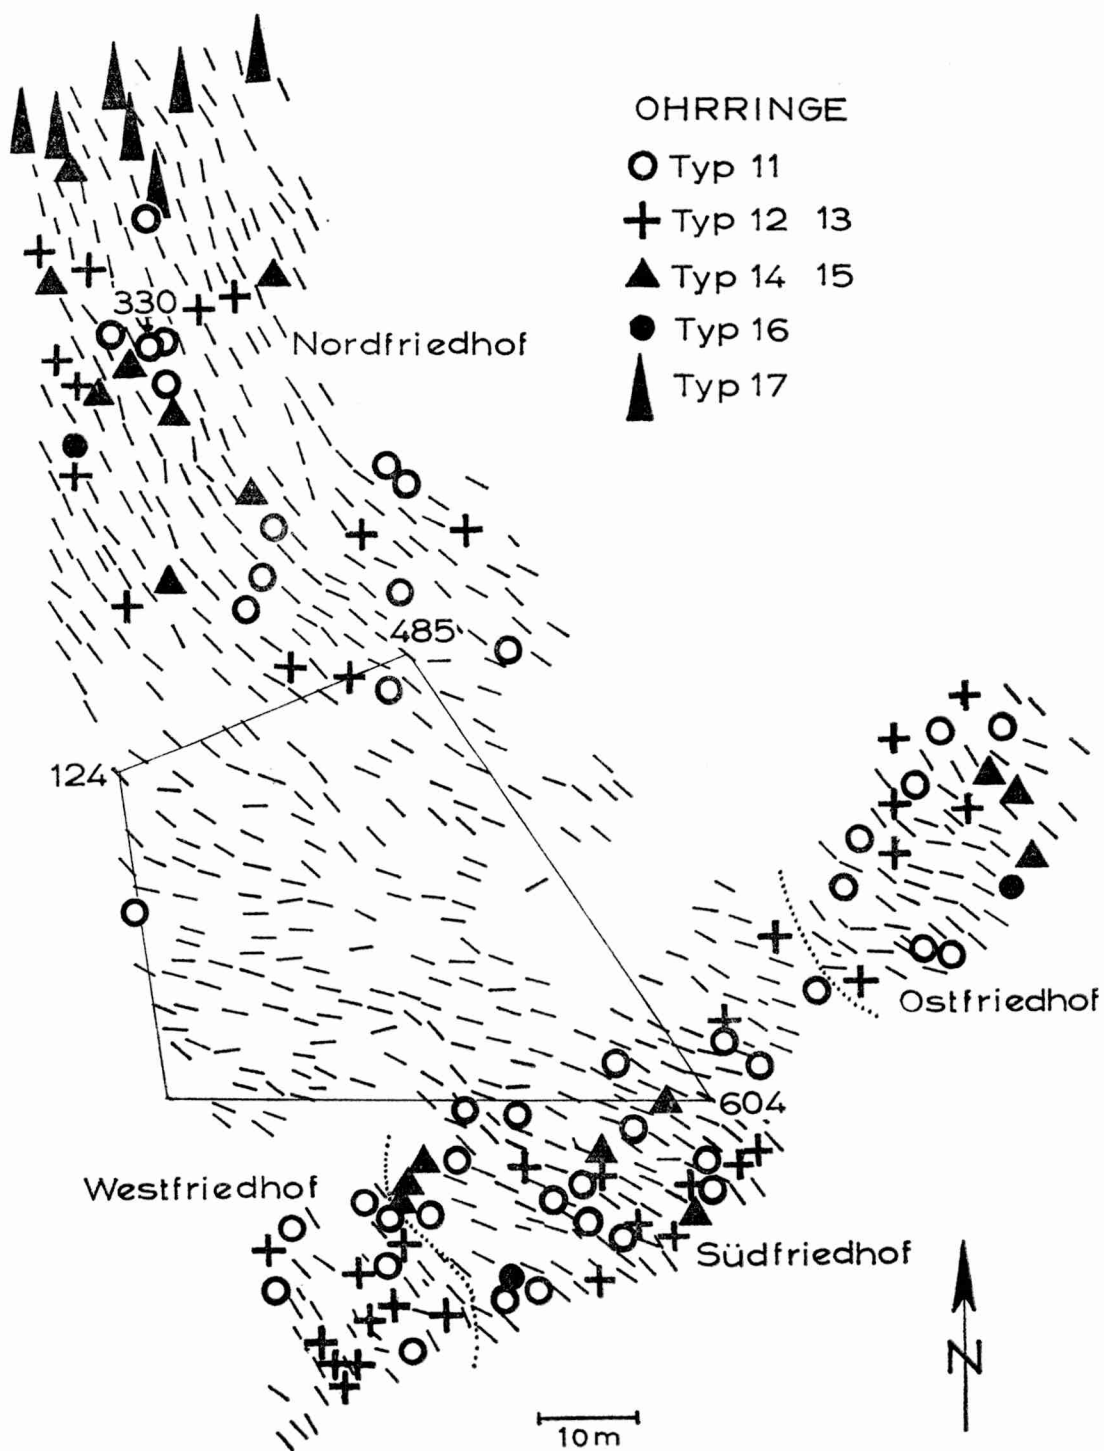 OHRRINGE
Typ 11
Typ 12 13
Typ 14 15
Typ 16
Typ 17
330
Nordfriedhof
485
124
Ostfriedhof
604
Westfriedhof
Südfriedhof
N
10m